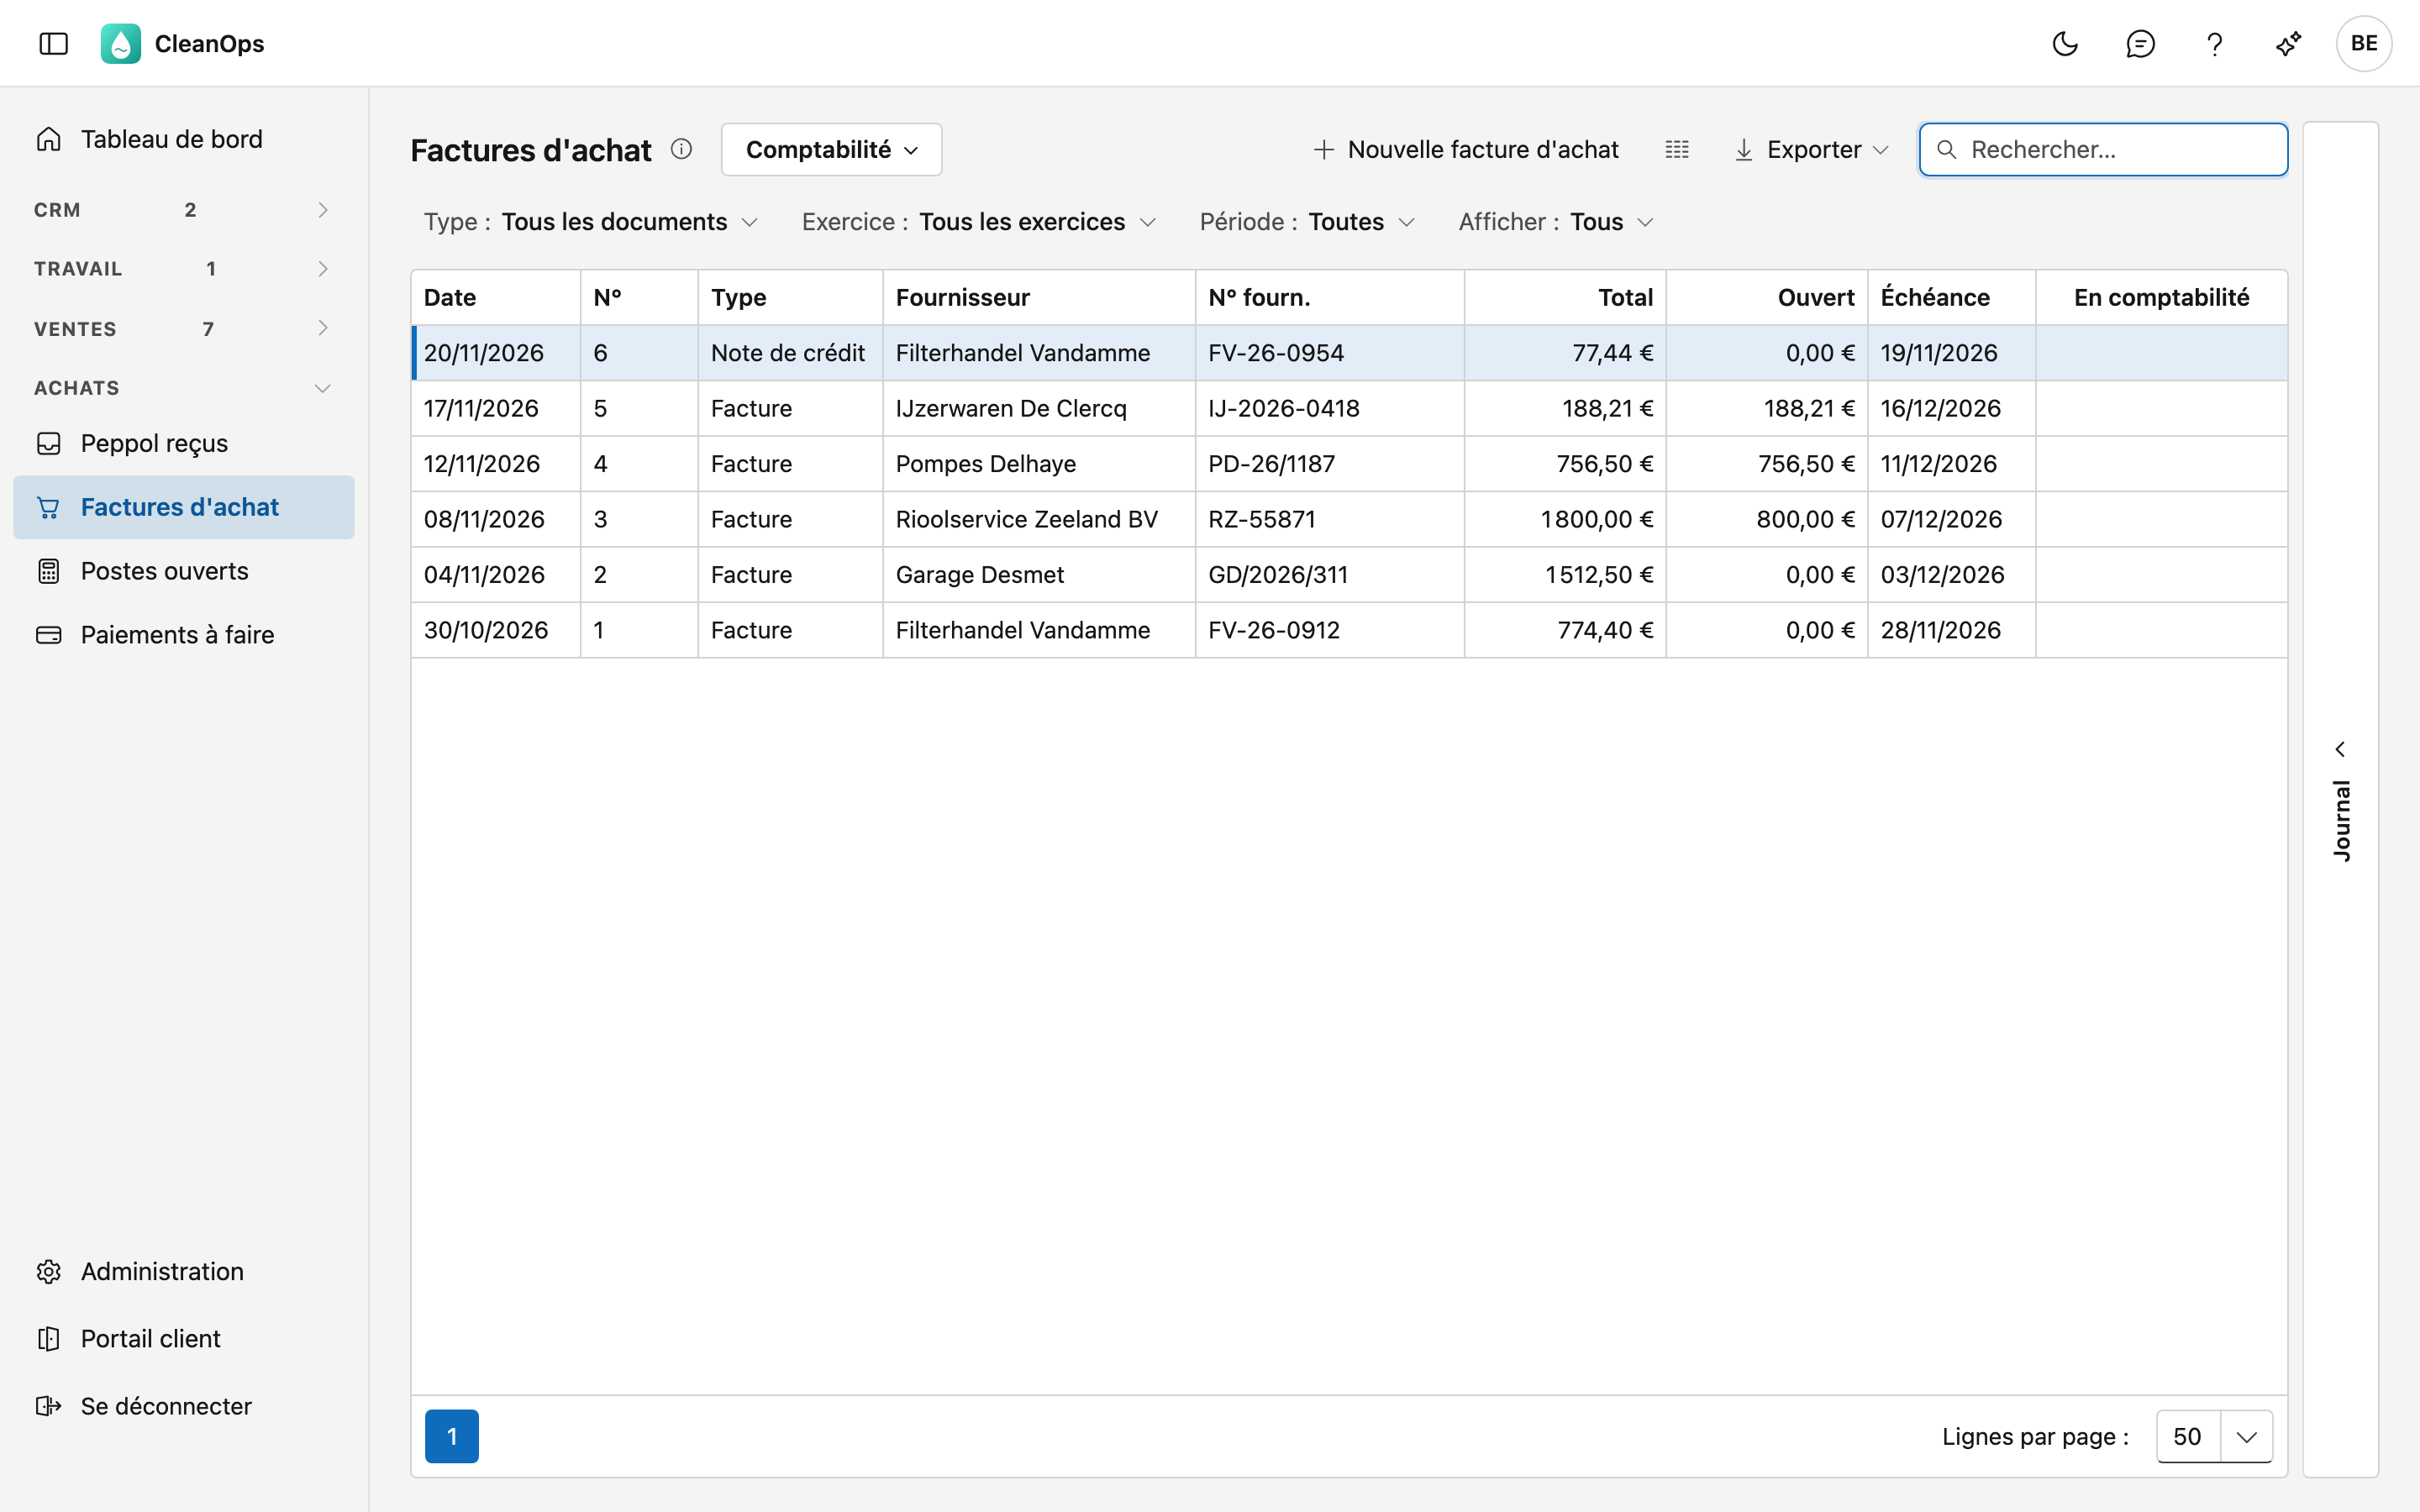 CleanOps
BE
Tableau de bord
CRM 2
TRAVAIL 1
VENTES 7
ACHATS
Peppol reçus
Factures d'achat
Postes ouverts
Paiements à faire
Administration
Portail client
Se déconnecter
Factures d'achat Comptabilité Nouvelle facture d'achat Exporter Rechercher...
Type : Tous les documents Exercice : Tous les exercices Période : Toutes Afficher : Tous
Date N° Type Fournisseur N° fourn. Total Ouvert Échéance En comptabilité
20/11/2026 6 Note de crédit Filterhandel Vandamme FV-26-0954 77,44 € 0,00 € 19/11/2026
17/11/2026 5 Facture IJzerwaren De Clercq IJ-2026-0418 188,21 € 188,21 € 16/12/2026
12/11/2026 4 Facture Pompes Delhaye PD-26/1187 756,50 € 756,50 € 11/12/2026
08/11/2026 3 Facture Rioolservice Zeeland BV RZ-55871 1 800,00 € 800,00 € 07/12/2026
04/11/2026 2 Facture Garage Desmet GD/2026/311 1 512,50 € 0,00 € 03/12/2026
30/10/2026 1 Facture Filterhandel Vandamme FV-26-0912 774,40 € 0,00 € 28/11/2026
1 Lignes par page : 50
Journal